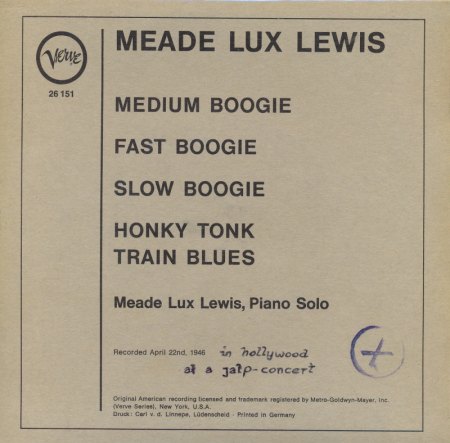 Verve
26 151
MEADE LUX LEWIS
MEDIUM BOOGIE
FAST BOOGIE
SLOW BOOGIE
HONKY TONK
TRAIN BLUES
Meade Lux Lewis, Piano Solo
Recorded April 22nd, 1946 in hollywood
at a jatp-concert
Original American recording licensed and trademark registered by Metro-Goldwyn-Mayer, Inc.
(Verve Series), New York, U.S.A.
Druck: Carl v. d. Linnepe, Lüdenscheid · Printed in Germany